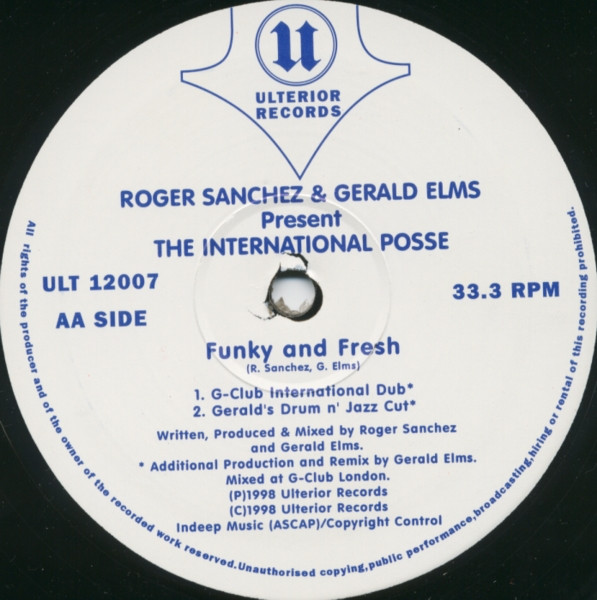 u
ULTERIOR
RECORDS
ROGER SANCHEZ & GERALD ELMS
Present
THE INTERNATIONAL POSSE
ULT 12007
33.3 RPM
AA SIDE
Funky and Fresh
(R. Sanchez, G. Elms)
1. G-Club International Dub*
2. Gerald's Drum n' Jazz Cut*
Written, Produced & Mixed by Roger Sanchez
and Gerald Elms.
* Additional Production and Remix by Gerald Elms.
Mixed at G-Club London.
(P)1998 Ulterior Records
(C)1998 Ulterior Records
Indeep Music (ASCAP)/Copyright Control
All rights of the producer and of the owner of the recorded work reserved.Unauthorised copying,public performance,broadcasting,hiring or rental of this recording prohibited.